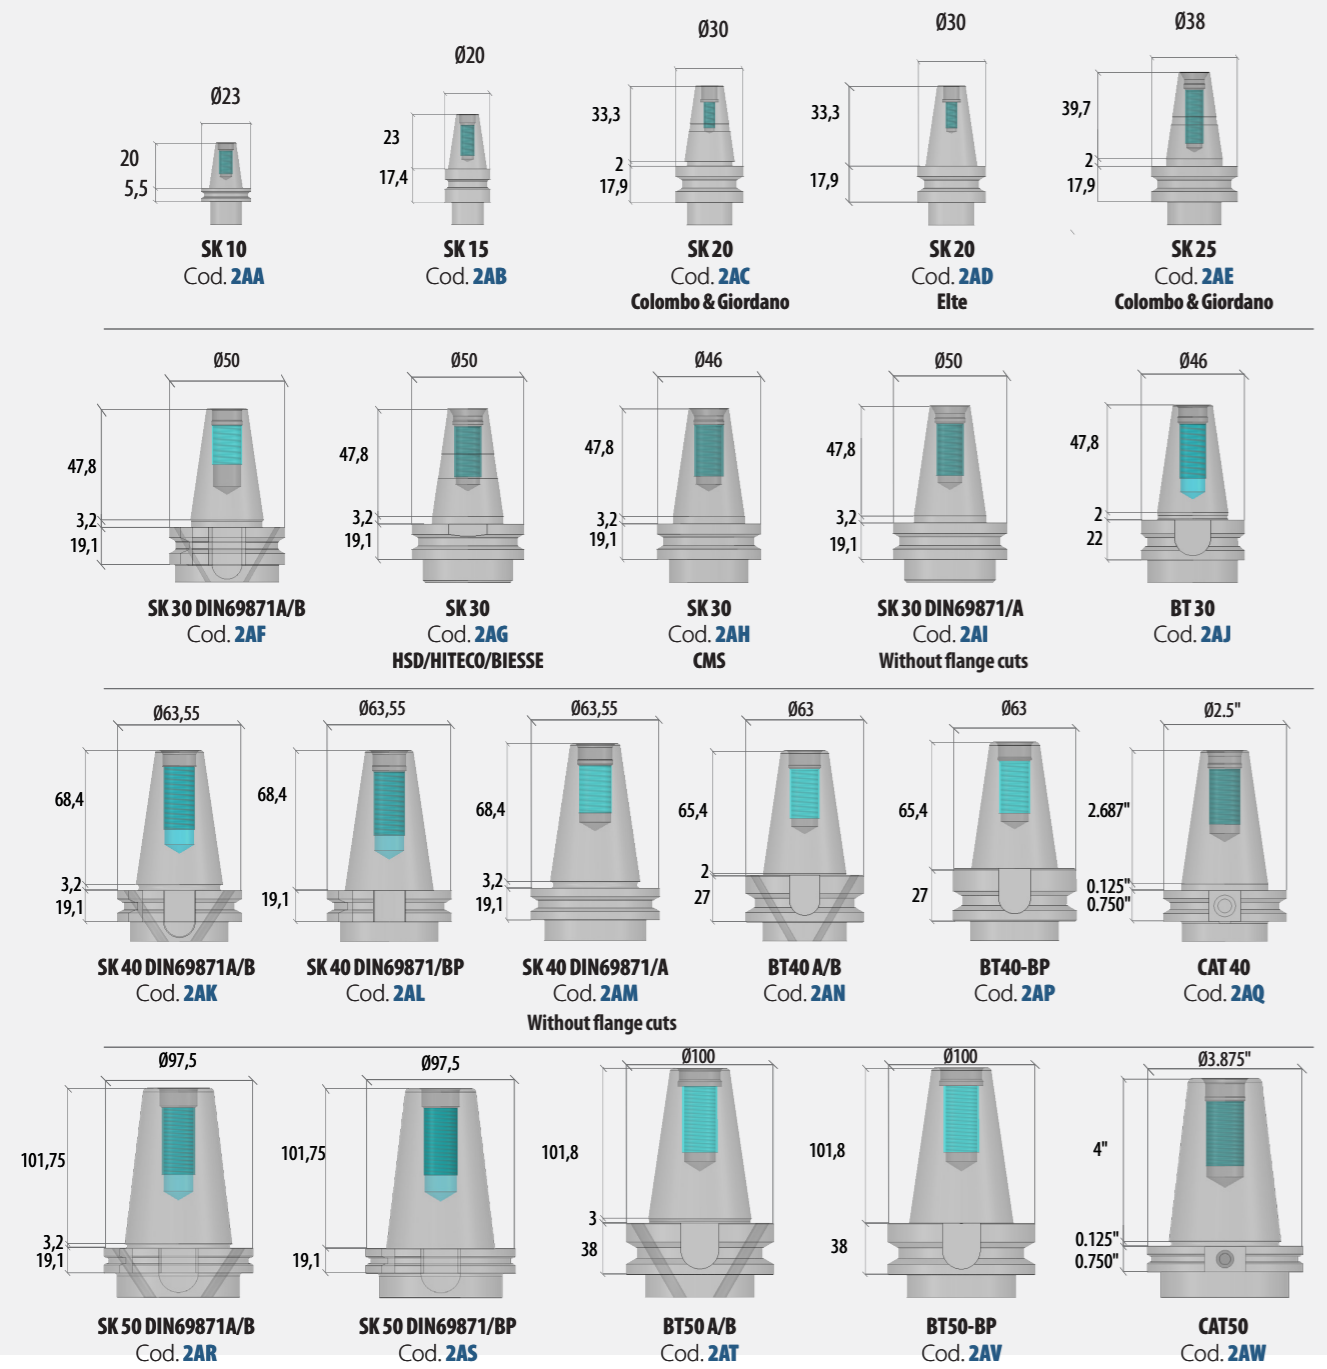 Ø23
20
5,5
SK 10
Cod. 2AA
Ø20
23
17,4
SK 15
Cod. 2AB
Ø30
33,3
2
17,9
SK 20
Cod. 2AC
Colombo & Giordano
Ø30
33,3
17,9
SK 20
Cod. 2AD
Elte
Ø38
39,7
2
17,9
SK 25
Cod. 2AE
Colombo & Giordano
Ø50
47,8
3,2
19,1
SK 30 DIN69871A/B
Cod. 2AF
Ø50
47,8
3,2
19,1
SK 30
Cod. 2AG
HSD/HITECO/BIESSE
Ø46
47,8
3,2
19,1
SK 30
Cod. 2AH
CMS
Ø50
47,8
3,2
19,1
SK 30 DIN69871/A
Cod. 2AI
Without flange cuts
Ø46
47,8
2
22
BT 30
Cod. 2AJ
Ø63,55
68,4
3,2
19,1
SK 40 DIN69871A/B
Cod. 2AK
Ø63,55
68,4
19,1
SK 40 DIN69871/BP
Cod. 2AL
Ø63,55
68,4
3,2
19,1
SK 40 DIN69871/A
Cod. 2AM
Without flange cuts
Ø63
65,4
2
27
BT40 A/B
Cod. 2AN
Ø63
65,4
27
BT40-BP
Cod. 2AP
Ø2.5"
2.687"
0.125"
0.750"
CAT 40
Cod. 2AQ
Ø97,5
101,75
3,2
19,1
SK 50 DIN69871A/B
Cod. 2AR
Ø97,5
101,75
19,1
SK 50 DIN69871/BP
Cod. 2AS
Ø100
101,8
3
38
BT50 A/B
Cod. 2AT
Ø100
101,8
38
BT50-BP
Cod. 2AV
Ø3.875"
4"
0.125"
0.750"
CAT50
Cod. 2AW